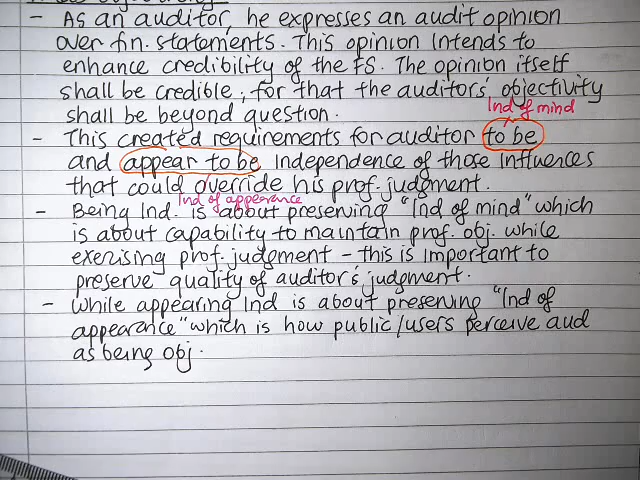 - As an auditor, he expresses an audit opinion
over fin. statements. This opinion intends to
enhance credibility of the FS. The opinion itself
shall be credible, for that the auditors' objectivity
shall be beyond question.
Ind of mind
- This created requirements for auditor to be
and appear to be independence of those influences
that could override his prof. judgment.
Ind of appearance
- Being Ind. is about preserving "Ind of mind" which
is about capability to maintain prof. obj. while
exerising prof. judgment - this is important to
preserve quality of auditor's judgment.
- While appearing Ind is about preserving "Ind of
appearance" which is how public/users perceive aud
as being obj.